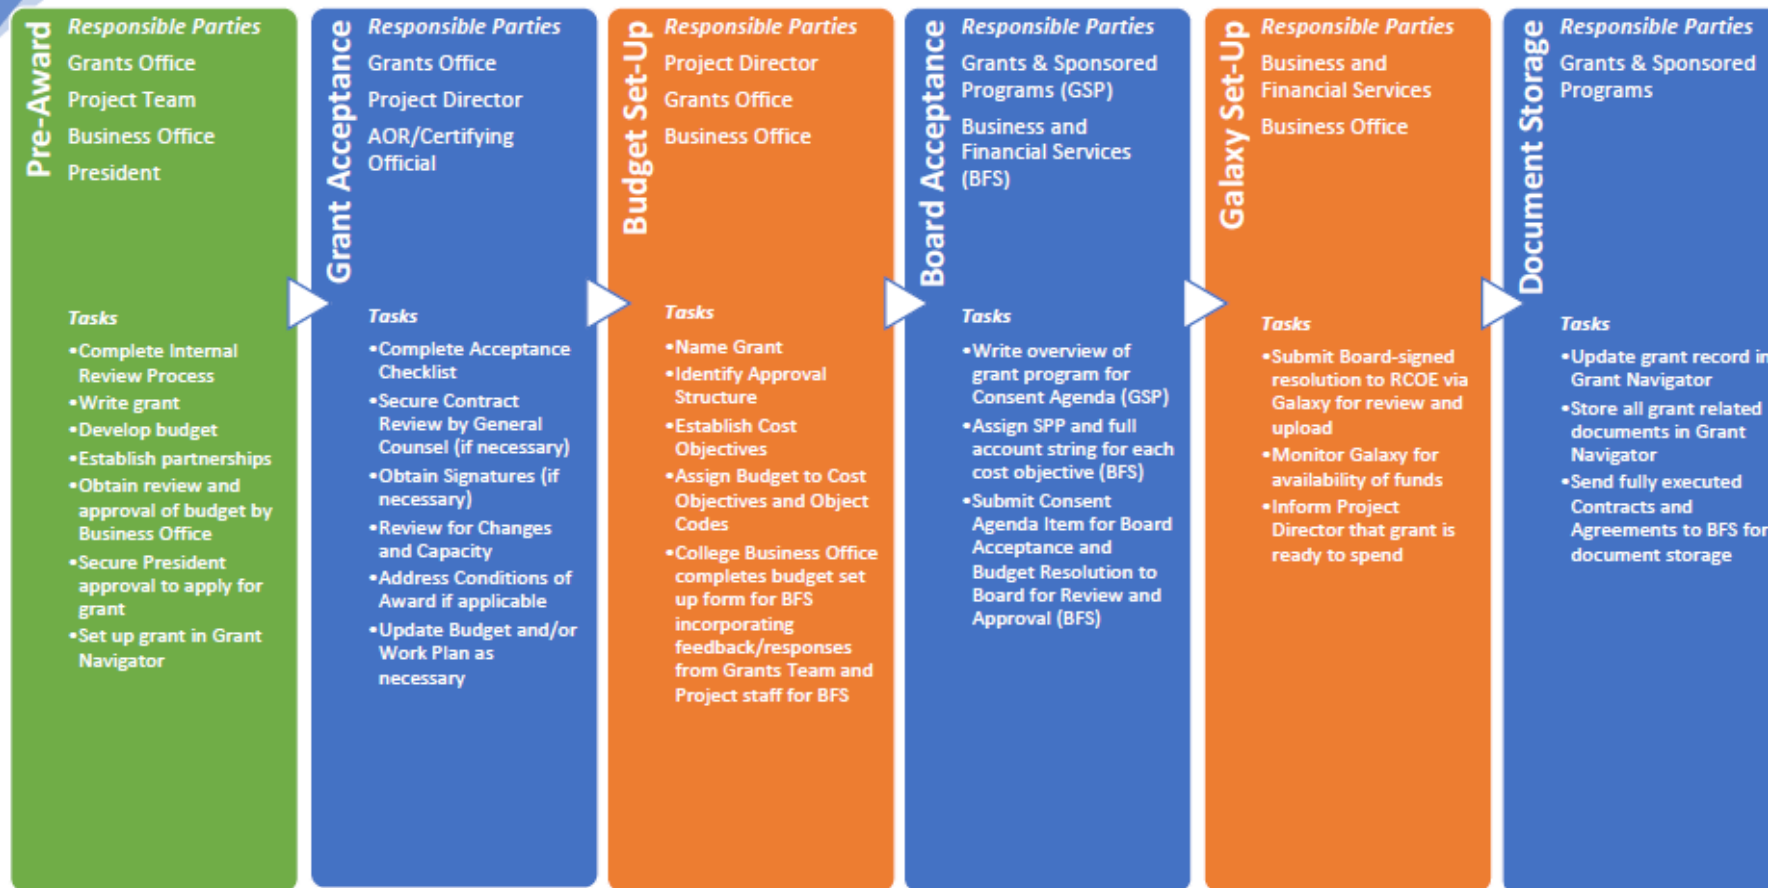 Pre-Award
Responsible Parties
Grants Office
Project Team
Business Office
President
Tasks
•Complete Internal
Review Process
•Write grant
•Develop budget
•Establish partnerships
•Obtain review and
approval of budget by
Business Office
•Secure President
approval to apply for
grant
•Set up grant in Grant
Navigator
Grant Acceptance
Responsible Parties
Grants Office
Project Director
AOR/Certifying
Official
Tasks
•Complete Acceptance
Checklist
•Secure Contract
Review by General
Counsel (if necessary)
•Obtain Signatures (if
necessary)
•Review for Changes
and Capacity
•Address Conditions of
Award if applicable
•Update Budget and/or
Work Plan as
necessary
Budget Set-Up
Responsible Parties
Project Director
Grants Office
Business Office
Tasks
•Name Grant
•Identify Approval
Structure
•Establish Cost
Objectives
•Assign Budget to Cost
Objectives and Object
Codes
•College Business Office
completes budget set
up form for BFS
incorporating
feedback/responses
from Grants Team and
Project staff for BFS
Board Acceptance
Responsible Parties
Grants & Sponsored
Programs (GSP)
Business and
Financial Services
(BFS)
Tasks
•Write overview of
grant program for
Consent Agenda (GSP)
•Assign SPP and full
account string for each
cost objective (BFS)
•Submit Consent
Agenda Item for Board
Acceptance and
Budget Resolution to
Board for Review and
Approval (BFS)
Galaxy Set-Up
Responsible Parties
Business and
Financial Services
Business Office
Tasks
•Submit Board-signed
resolution to RCOE via
Galaxy for review and
upload
•Monitor Galaxy for
availability of funds
•Inform Project
Director that grant is
ready to spend
Document Storage
Responsible Parties
Grants & Sponsored
Programs
Tasks
•Update grant record in
Grant Navigator
•Store all grant related
documents in Grant
Navigator
•Send fully executed
Contracts and
Agreements to BFS for
document storage